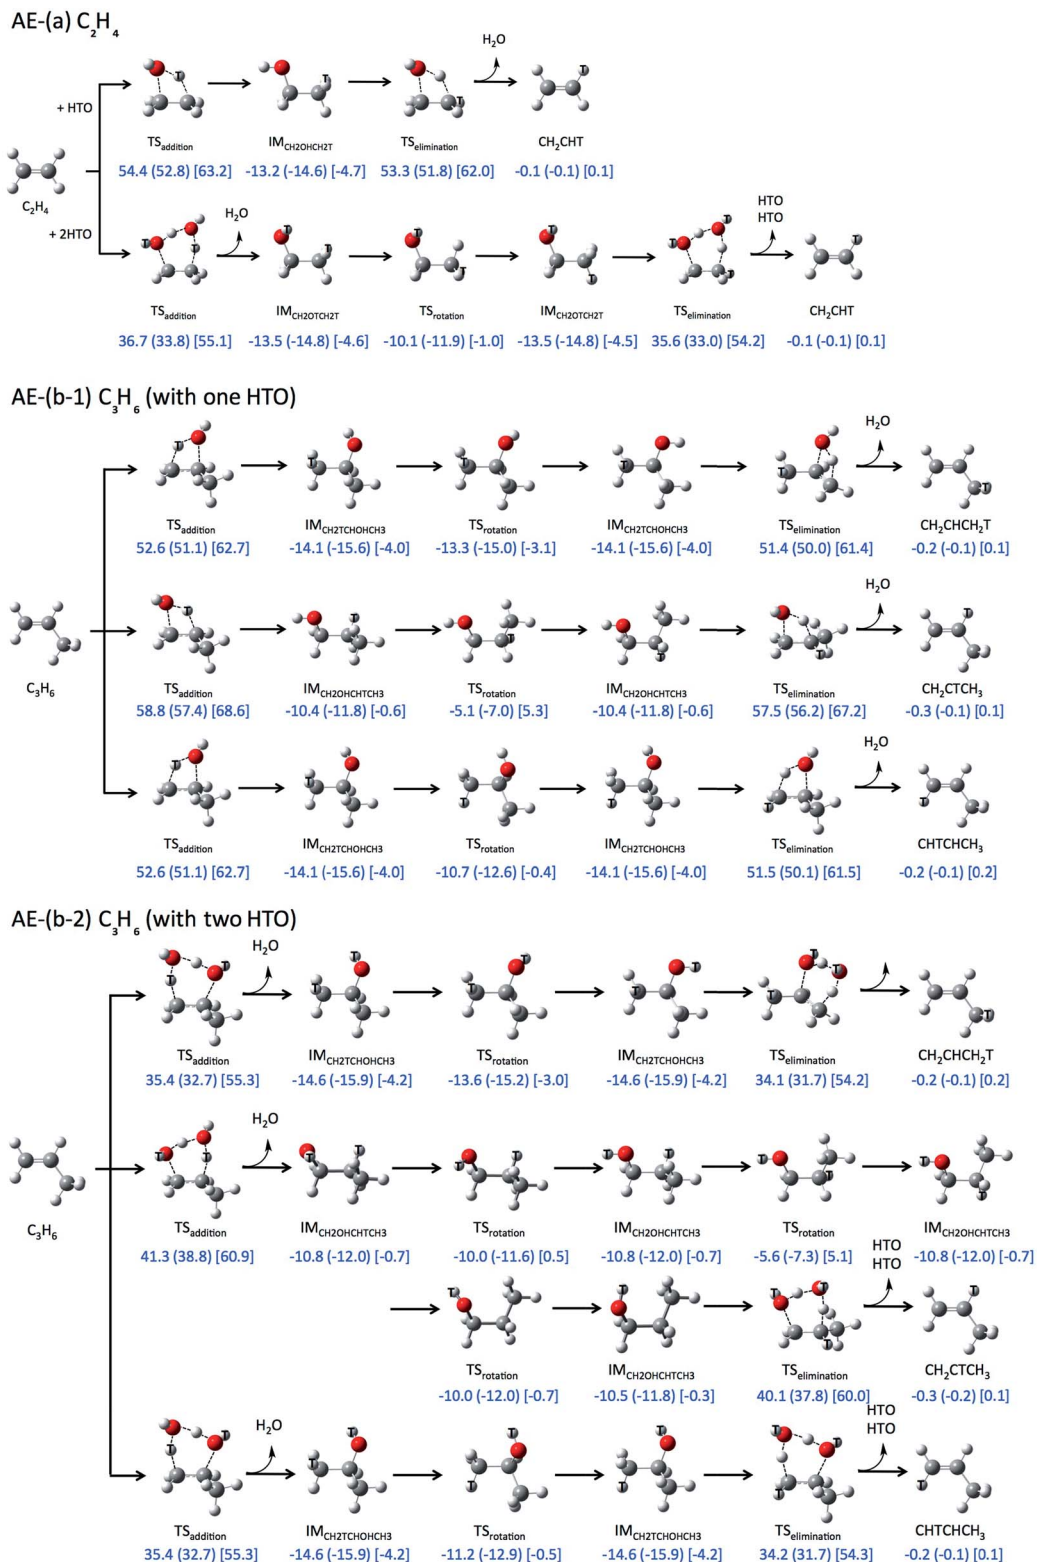 AE-(a) C2H4
H2O
+ HTO
TSaddition IMCH2OHCH2T TSelimination CH2CHT
54.4 (52.8) [63.2] -13.2 (-14.6) [-4.7] 53.3 (51.8) [62.0] -0.1 (-0.1) [0.1]
C2H4
+ 2HTO
H2O
HTO
HTO
TSaddition IMCH2OTCH2T TSrotation IMCH2OTCH2T TSelimination CH2CHT
36.7 (33.8) [55.1] -13.5 (-14.8) [-4.6] -10.1 (-11.9) [-1.0] -13.5 (-14.8) [-4.5] 35.6 (33.0) [54.2] -0.1 (-0.1) [0.1]
AE-(b-1) C3H6 (with one HTO)
H2O
TSaddition IMCH2TCHOHCH3 TSrotation IMCH2TCHOHCH3 TSelimination CH2CHCH2T
52.6 (51.1) [62.7] -14.1 (-15.6) [-4.0] -13.3 (-15.0) [-3.1] -14.1 (-15.6) [-4.0] 51.4 (50.0) [61.4] -0.2 (-0.1) [0.1]
H2O
C3H6
TSaddition IMCH2OHCHTCH3 TSrotation IMCH2OHCHTCH3 TSelimination CH2CTCH3
58.8 (57.4) [68.6] -10.4 (-11.8) [-0.6] -5.1 (-7.0) [5.3] -10.4 (-11.8) [-0.6] 57.5 (56.2) [67.2] -0.3 (-0.1) [0.1]
H2O
TSaddition IMCH2TCHOHCH3 TSrotation IMCH2TCHOHCH3 TSelimination CHTCHCH3
52.6 (51.1) [62.7] -14.1 (-15.6) [-4.0] -10.7 (-12.6) [-0.4] -14.1 (-15.6) [-4.0] 51.5 (50.1) [61.5] -0.2 (-0.1) [0.2]
AE-(b-2) C3H6 (with two HTO)
H2O
TSaddition IMCH2TCHOHCH3 TSrotation IMCH2TCHOHCH3 TSelimination CH2CHCH2T
35.4 (32.7) [55.3] -14.6 (-15.9) [-4.2] -13.6 (-15.2) [-3.0] -14.6 (-15.9) [-4.2] 34.1 (31.7) [54.2] -0.2 (-0.1) [0.2]
H2O
C3H6
TSaddition IMCH2OHCHTCH3 TSrotation IMCH2OHCHTCH3 TSrotation IMCH2OHCHTCH3
41.3 (38.8) [60.9] -10.8 (-12.0) [-0.7] -10.0 (-11.6) [0.5] -10.8 (-12.0) [-0.7] -5.6 (-7.3) [5.1] -10.8 (-12.0) [-0.7]
HTO
HTO
TSrotation IMCH2OHCHTCH3 TSelimination CH2CTCH3
-10.0 (-12.0) [-0.7] -10.5 (-11.8) [-0.3] 40.1 (37.8) [60.0] -0.3 (-0.2) [0.1]
H2O
HTO
HTO
TSaddition IMCH2TCHOHCH3 TSrotation IMCH2TCHOHCH3 TSelimination CHTCHCH3
35.4 (32.7) [55.3] -14.6 (-15.9) [-4.2] -11.2 (-12.9) [-0.5] -14.6 (-15.9) [-4.2] 34.2 (31.7) [54.3] -0.2 (-0.1) [0.1]